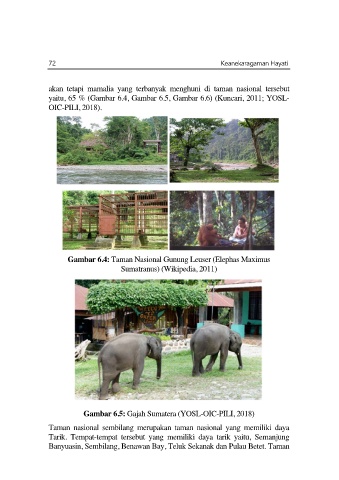 72 Keanekaragaman Hayati
akan tetapi mamalia yang terbanyak menghuni di taman nasional tersebut
yaitu, 65 % (Gambar 6.4, Gambar 6.5, Gambar 6.6) (Kuncari, 2011; YOSL-
OIC-PILI, 2018).
Gambar 6.4: Taman Nasional Gunung Leuser (Elephas Maximus
Sumatranus) (Wikipedia, 2011)
Gambar 6.5: Gajah Sumatera (YOSL-OIC-PILI, 2018)
Taman nasional sembilang merupakan taman nasional yang memiliki daya
Tarik. Tempat-tempat tersebut yang memiliki daya tarik yaitu, Semanjung
Banyuasin, Sembilang, Benawan Bay, Teluk Sekanak dan Pulau Betet. Taman